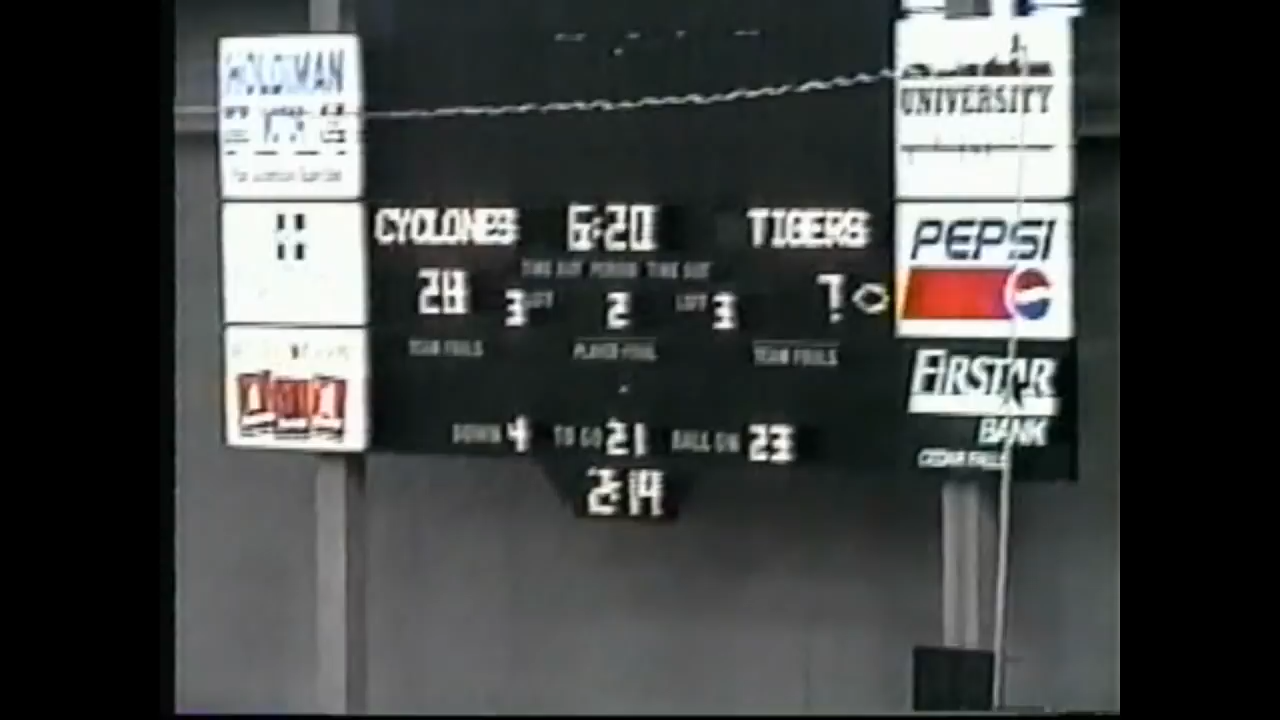 HOLDIMAN
UNIVERSITY
CYCLONES 6:20 TIGERS
PEPSI
TIME OUT PERIOD TIME OUT
28 3 LEFT 2 LEFT 3 7
TEAM FOULS PLAYER FOUL TEAM FOULS
FIRSTAR
BANK
DOWN 4 TO GO 21 BALL ON 23
CEDAR FALLS
2:14